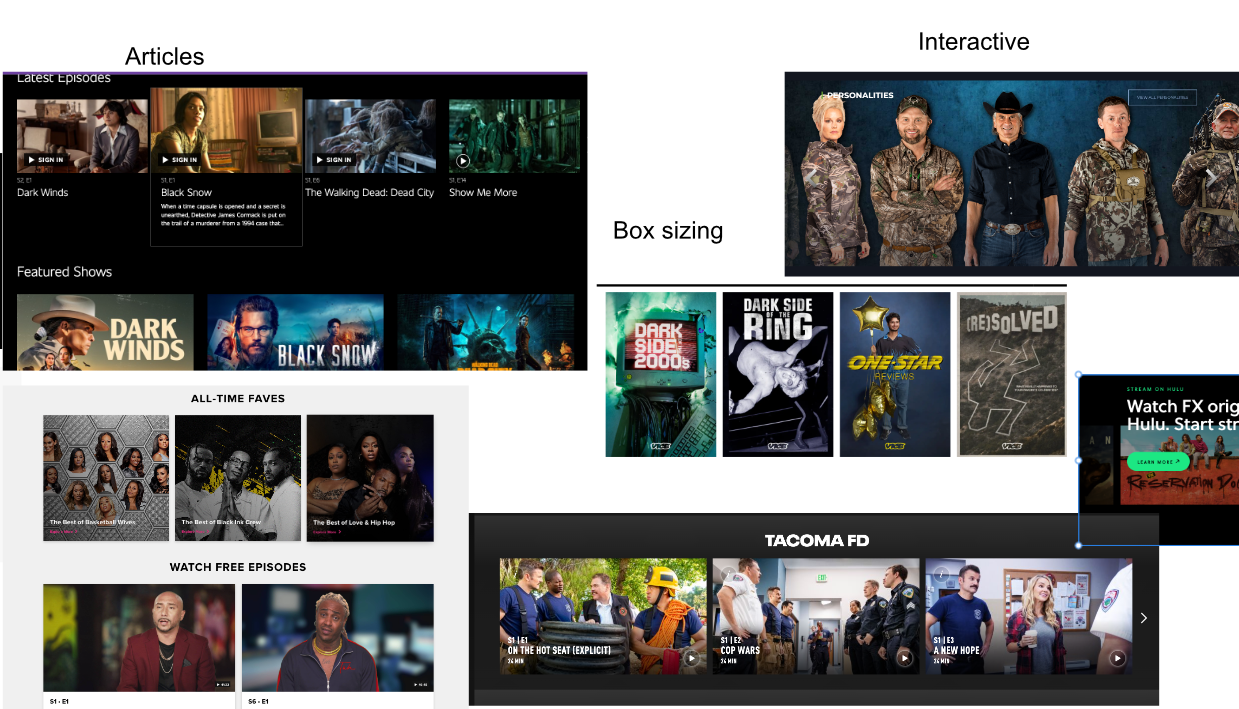 Articles
Interactive
Latest Episodes
SIGN IN
SIGN IN
SIGN IN
S2, E1
Dark Winds
S1, E1
Black Snow
When a time capsule is opened and a secret is
unearthed, Detective James Cormack is put on
the trail of a murderer from a 1994 case that...
S1, E6
The Walking Dead: Dead City
S1, E14
Show Me More
Featured Shows
DARK
WINDS
BLACK SNOW
PERSONALITIES
VIEW ALL PERSONALITIES
Box sizing
DARK
SIDE
OF THE
2000s
VICE
DARK SIDE
OF THE
RING
VICE
ONE-STAR
REVIEWS
VICE
(RE)SOLVED
VICE
STREAM ON HULU
Watch FX orig
Hulu. Start str
LEARN MORE
RESERVATION DO
ALL-TIME FAVES
The Best of Basketball Wives
The Best of Black Ink Crew
The Best of Love & Hip Hop
WATCH FREE EPISODES
S1 • E1
S6 • E1
TACOMA FD
S1 | E1
ON THE HOT SEAT (EXPLICIT)
24 MIN
S1 | E2
COP WARS
24 MIN
S1 | E3
A NEW HOPE
24 MIN